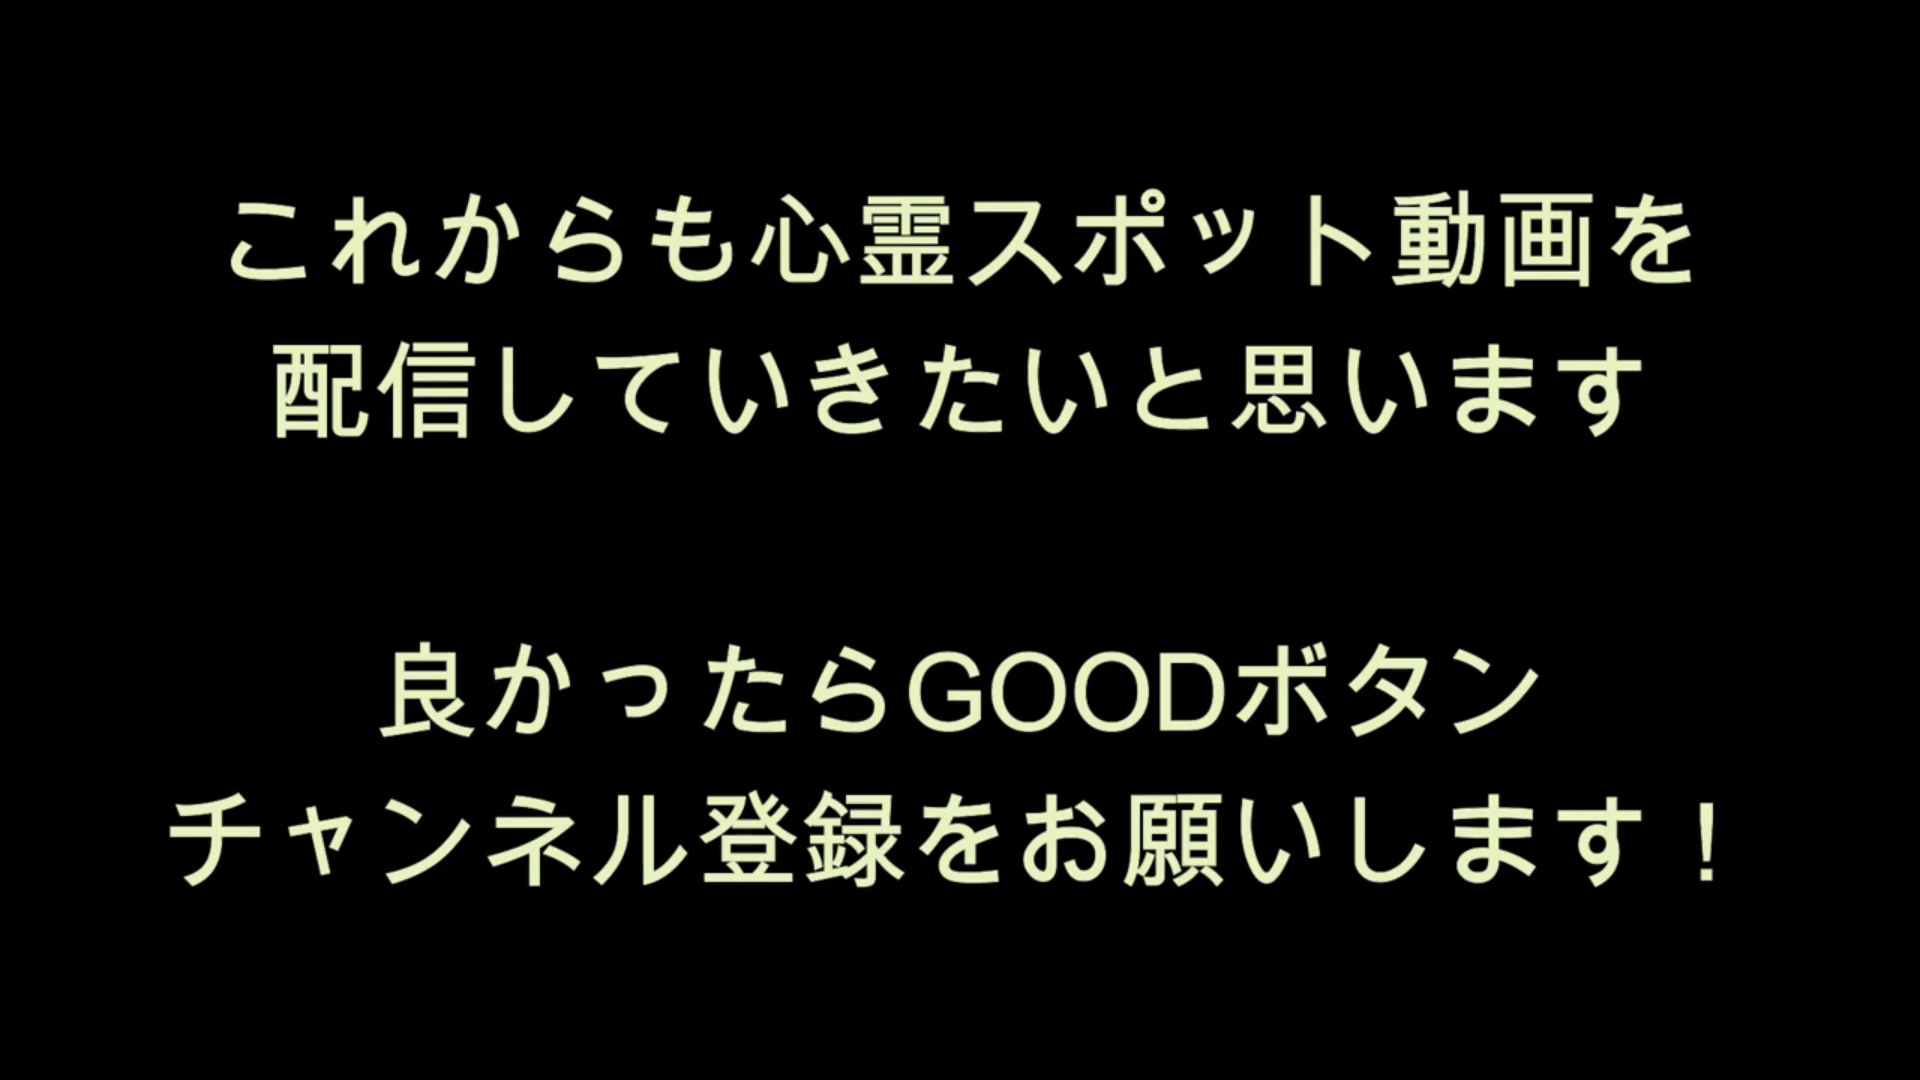 これからも心霊スポット動画を
配信していきたいと思います
良かったらGOODボタン
チャンネル登録をお願いします！